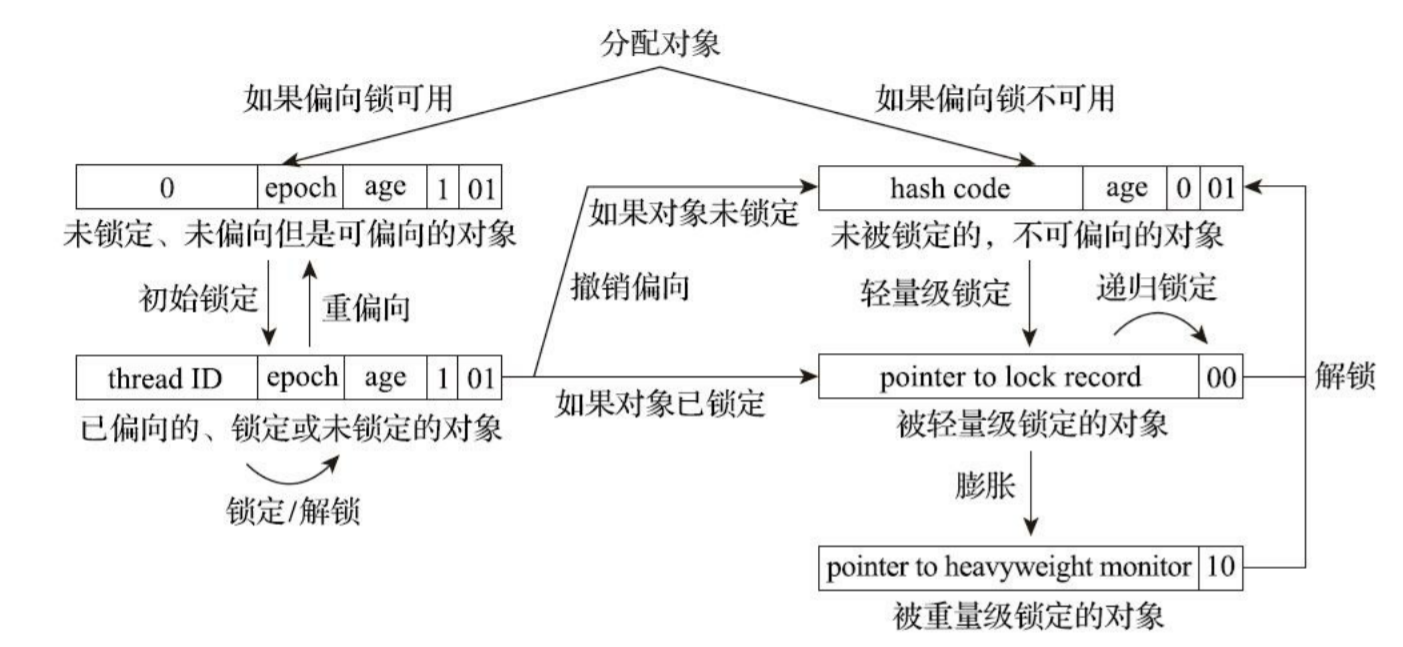 分配对象
如果偏向锁可用
如果偏向锁不可用
0 epoch age 1 01
未锁定、未偏向但是可偏向的对象
初始锁定
重偏向
thread ID epoch age 1 01
已偏向的、锁定或未锁定的对象
锁定/解锁
如果对象未锁定
撤销偏向
如果对象已锁定
hash code age 0 01
未被锁定的，不可偏向的对象
轻量级锁定
递归锁定
pointer to lock record 00
被轻量级锁定的对象
解锁
膨胀
pointer to heavyweight monitor 10
被重量级锁定的对象